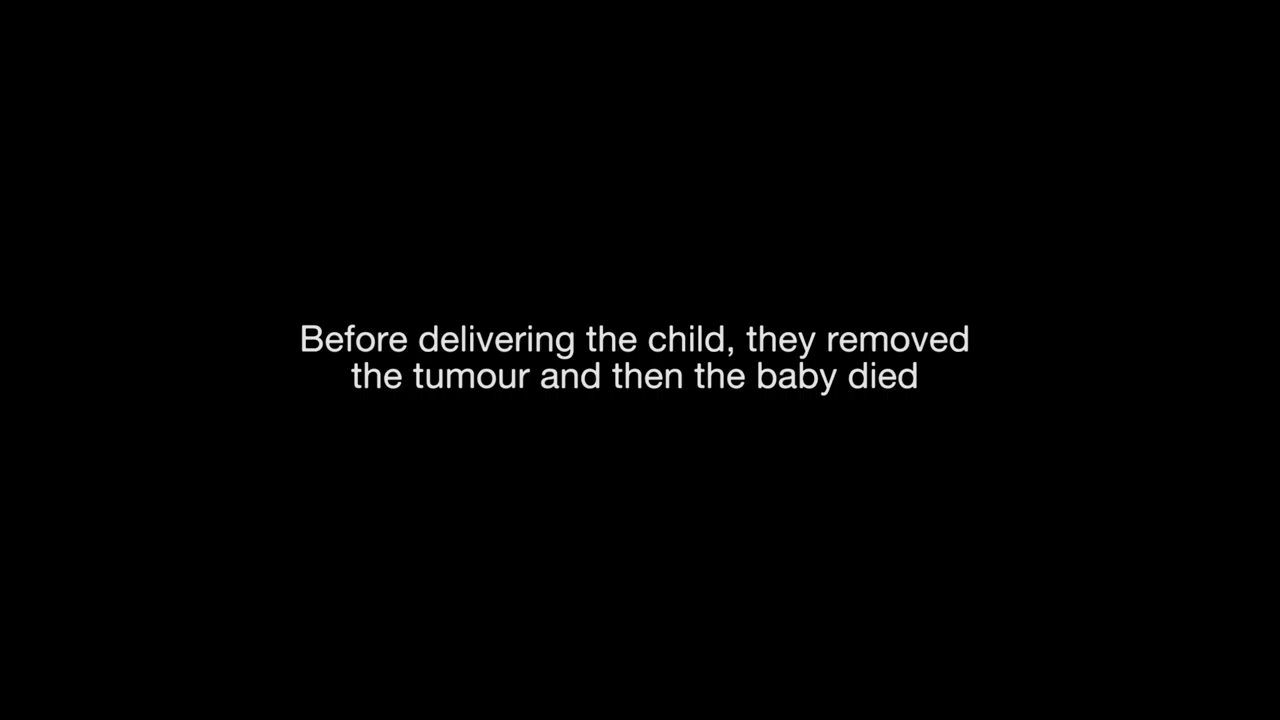 Before delivering the child, they removed
the tumour and then the baby died